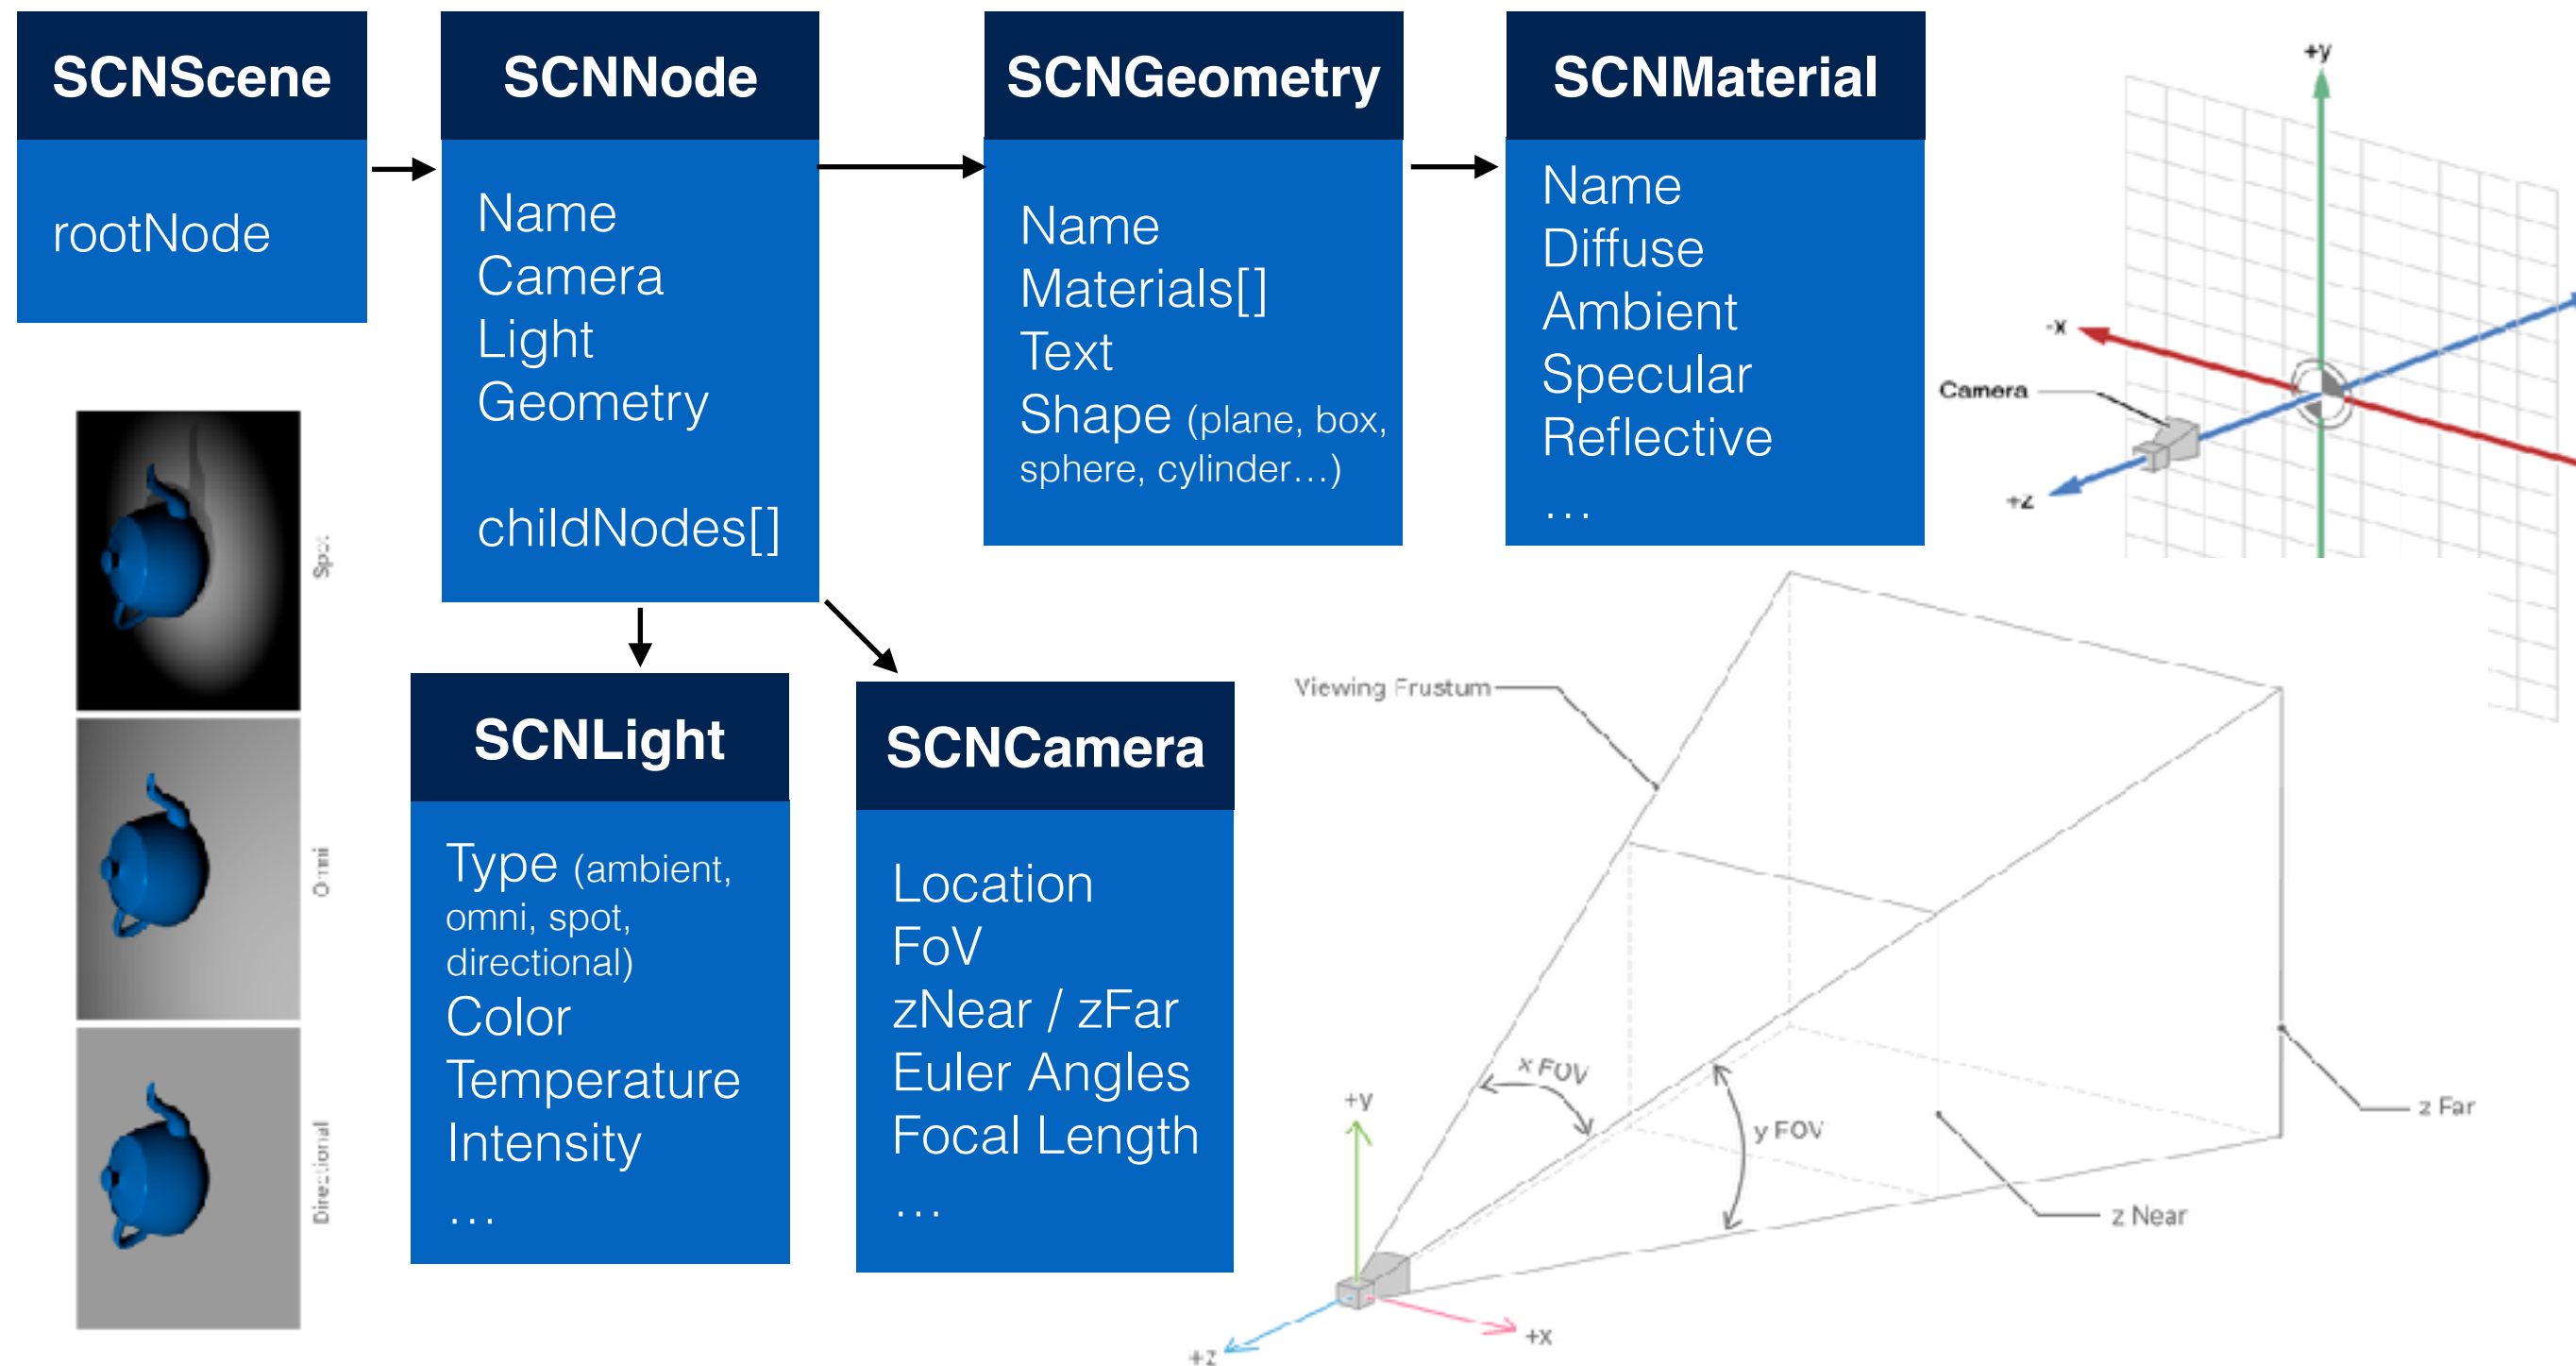 SCNScene
rootNode
SCNNode
Name
Camera
Light
Geometry
childNodes[]
SCNGeometry
Name
Materials[]
Text
Shape (plane, box,
sphere, cylinder…)
SCNMaterial
Name
Diffuse
Ambient
Specular
Reflective
…
+y
-x
Camera
+z
Spot
Omni
Directional
SCNLight
Type (ambient,
omni, spot,
directional)
Color
Temperature
Intensity
…
SCNCamera
Location
FoV
zNear / zFar
Euler Angles
Focal Length
…
Viewing Frustum
x FOV
y FOV
z Far
z Near
+y
+x
+z